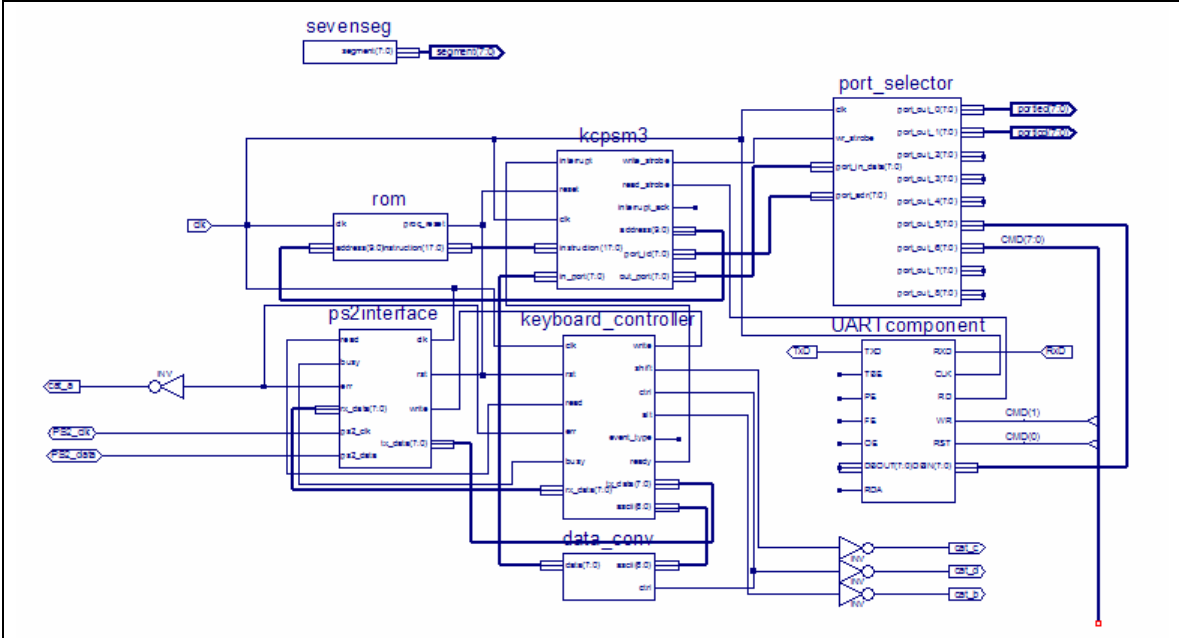 sevenseg
segment(7:0)
segment(7:0)
port_selector
clk
port_out_0(7:0)
wr_strobe
port_out_1(7:0)
port_in_data(7:0)
port_out_2(7:0)
port_out_3(7:0)
port_adr(7:0)
port_out_4(7:0)
port_out_5(7:0)
port_out_6(7:0)
port_out_7(7:0)
port_out_8(7:0)
CMD(7:0)
kcpsm3
interrupt
write_strobe
reset
read_strobe
interrupt_ack
clk
address(9:0)
instruction(17:0)
port_id(7:0)
in_port(7:0)
out_port(7:0)
rom
clk
clk
proc_reset
address(9:0)
instruction(17:0)
ps2interface
read
clk
busy
rst
err
rx_data(7:0)
write
ps2_clk
tx_data(7:0)
ps2_data
INV
cat_a
PS2_clk
PS2_data
keyboard_controller
clk
write
rst
shift
ctrl
read
alt
err
event_type
busy
ready
rx_data(7:0)
tx_data(7:0)
ascii(6:0)
data_conv
data(7:0)
ascii(6:0)
ctrl
UARTcomponent
TXD
TXD
RXD
RXD
TBE
CLK
PE
RD
FE
WR
CMD(1)
OE
RST
CMD(0)
DBOUT(7:0)
DBIN(7:0)
RDA
INV
cat_c
INV
cat_d
INV
cat_b